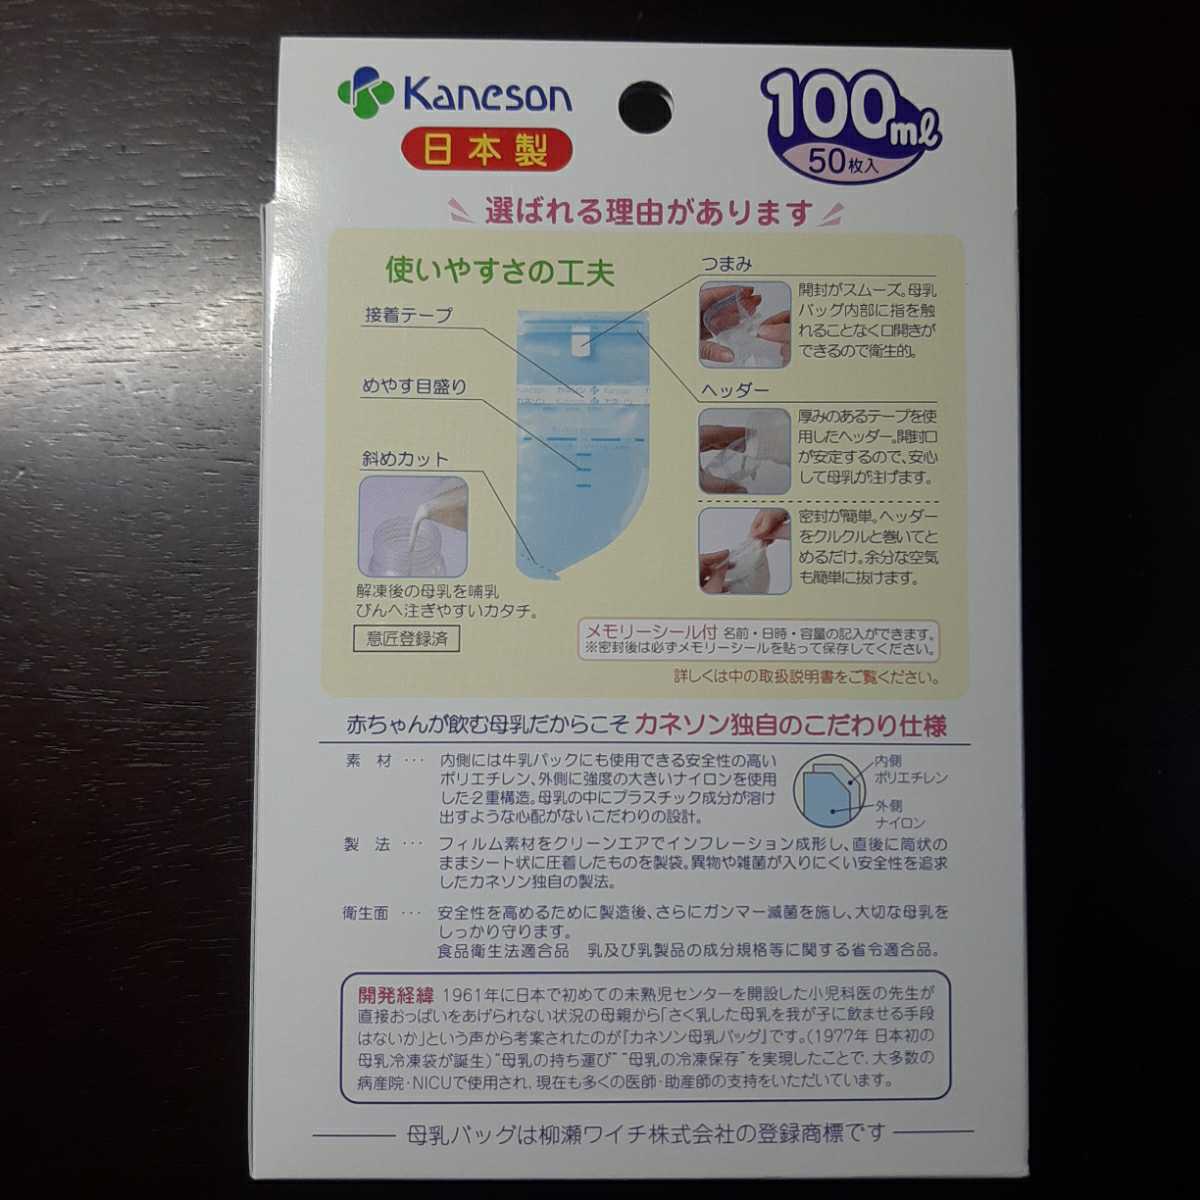 Kaneson
日本製
100ml
50枚入
選ばれる理由があります
使いやすさの工夫
つまみ
開封がスムーズ。母乳
バッグ内部に指を触
れることなく口開きが
できるので衛生的。
接着テープ
めやす目盛り
斜めカット
解凍後の母乳を哺乳
びんへ注ぎやすいカタチ。
意匠登録済
ヘッダー
厚みのあるテープを使
用したヘッダー。開封口
が安定するので、安心
して母乳が注げます。
密封が簡単。ヘッダー
をクルクルと巻いてと
めるだけ。余分な空気
も簡単に抜けます。
メモリーシール付 名前・日時・容量の記入ができます。
※密封後は必ずメモリーシールを貼って保存してください。
詳しくは中の取扱説明書をご覧ください。
赤ちゃんが飲む母乳だからこそ カネソン独自のこだわり仕様
素材… 内側には牛乳パックにも使用できる安全性の高い
ポリエチレン、外側に強度の大きいナイロンを使用
した2重構造。母乳の中にプラスチック成分が溶け
出すような心配がないこだわりの設計。
内側
ポリエチレン
外側
ナイロン
製法… フィルム素材をクリーンエアでインフレーション成形し、直後に筒状の
ままシート状に圧着したものを製袋。異物や雑菌が入りにくい安全性を追求
したカネソン独自の製法。
衛生面… 安全性を高めるために製造後、さらにガンマー滅菌を施し、大切な母乳を
しっかり守ります。
食品衛生法適合品 乳及び乳製品の成分規格等に関する省令適合品。
開発経緯 1961年に日本で初めての未熟児センターを開設した小児科医の先生が
直接おっぱいをあげられない状況の母親から「さく乳した母乳を我が子に飲ませる手段
はないか」という声から考案されたのが『カネソン母乳バッグ』です。(1977年 日本初の
母乳冷凍袋が誕生)“母乳の持ち運び”“母乳の冷凍保存”を実現したことで、大多数の
病産院・NICUで使用され、現在も多くの医師・助産師の支持をいただいています。
母乳バッグは柳瀬ワイチ株式会社の登録商標です